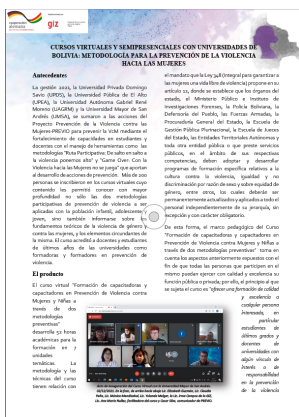 cooperación
alemana
giz
CURSOS VIRTUALES Y SEMIPRESENCIALES CON UNIVERSIDADES DE
BOLIVIA: METODOLOGÍA PARA LA PREVENCIÓN DE LA VIOLENCIA
HACIA LAS MUJERES
Antecedentes
La gestión 2021, la Universidad Privada Domingo
Savio (UPDS), la Universidad Pública de El Alto
(UPEA), la Universidad Autónoma Gabriel René
Moreno (UAGRM) y la Universidad Mayor de San
Andrés (UMSA), se sumaron a las acciones del
Proyecto Prevención de la Violencia contra las
Mujeres-PREVIO para prevenir la VcM mediante el
fortalecimiento de capacidades en estudiantes y
docentes con el manejo de herramientas como las
metodologías "Ruta Participativa: De salto en salto a
la violencia ponemos alto" y "Game Over: Con la
Violencia hacia las Mujeres no se juega" que aportan
al desarrollo de acciones de prevención. Más de 200
personas se inscribieron en los cursos virtuales cuyo
contenido les permitió conocer con mayor
profundidad no sólo las dos metodologías
participativas de prevención de violencia a ser
aplicadas con la población infantil, adolescente y
joven, sino también informarse sobre los
fundamentos teóricos de la violencia de género y
contra las mujeres, y los elementos circundantes de
la misma. El curso acreditó a docentes y estudiantes
de últimos años de las universidades como
formadoras y formadores en prevención de
violencia.
El producto
El curso virtual "Formación de capacitadoras y
capacitadores en Prevención de Violencia contra
Mujeres y Niñas a
través de dos
metodologías
preventivas"
desarrolla 52 horas
académicas para la
formación en 7
unidades
temáticas. La
metodología y las
técnicas del curso
tienen relación con
el mandato que la Ley 348 (Integral para garantizar a
las mujeres una vida libre de violencia) propone en su
artículo 22, donde se establece que los órganos del
Estado, el Ministerio Público e Instituto de
Investigaciones Forenses, la Policía Boliviana, la
Defensoría del Pueblo, las Fuerzas Armadas, la
Procuraduría General del Estado, la Escuela de
Gestión Pública Plurinacional, la Escuela de Jueces
del Estado, las Entidades Territoriales Autónomas y
toda otra entidad pública o que preste servicios
públicos, en el ámbito de sus respectivas
competencias, deben adoptar y desarrollar
programas de formación específica relativos a la
cultura contra la violencia, igualdad y no
discriminación por razón de sexo y sobre equidad de
género, entre otros, los cuales deberán ser
permanentemente actualizados y aplicados a todo el
personal independientemente de su jerarquía, sin
excepción y con carácter obligatorio.
De esta forma, el marco pedagógico del Curso
"Formación de capacitadoras y capacitadores en
Prevención de Violencia contra Mujeres y Niñas a
través de dos metodologías preventivas" toma en
cuenta los aspectos anteriormente expuestos con el
fin de que todas las personas que participen en el
mismo puedan ejercer con calidad y excelencia su
función pública o privada; por ello, el principio al que
se sujeta el curso es "ofrecer una formación de calidad
y excelencia a
cualquier persona
interesada, en
particular
estudiantes de
últimos grados y
docentes de
universidades con
algún vínculo de
interés o de
responsabilidad
en la prevención
de la violencia